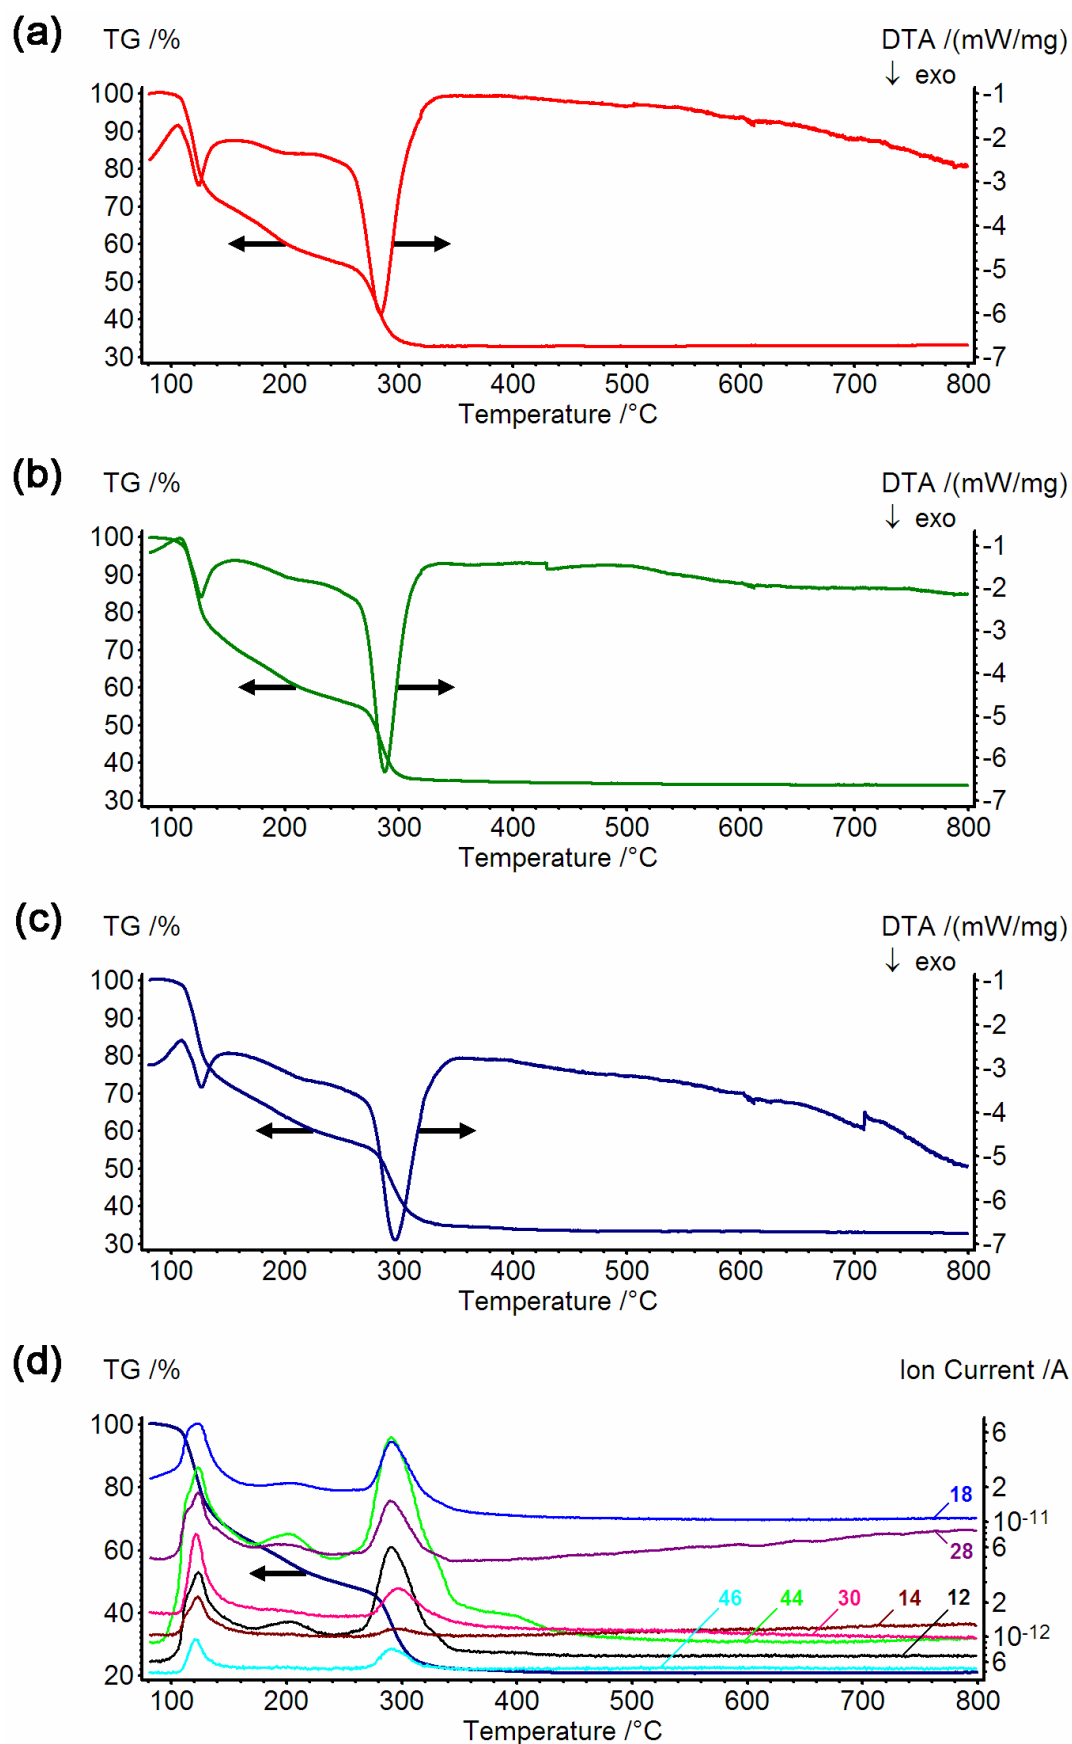 (a)
TG /%
DTA /(mW/mg)
↓ exo
100
90
80
70
60
50
40
30
-1
-2
-3
-4
-5
-6
-7
100 200 300 400 500 600 700 800
Temperature /°C
(b)
TG /%
DTA /(mW/mg)
↓ exo
100
90
80
70
60
50
40
30
-1
-2
-3
-4
-5
-6
-7
100 200 300 400 500 600 700 800
Temperature /°C
(c)
TG /%
DTA /(mW/mg)
↓ exo
100
90
80
70
60
50
40
30
-1
-2
-3
-4
-5
-6
-7
100 200 300 400 500 600 700 800
Temperature /°C
(d)
TG /%
Ion Current /A
100
80
60
40
20
6
2
10-11
6
2
10-12
6
18
28
46 44 30 14 12
100 200 300 400 500 600 700 800
Temperature /°C